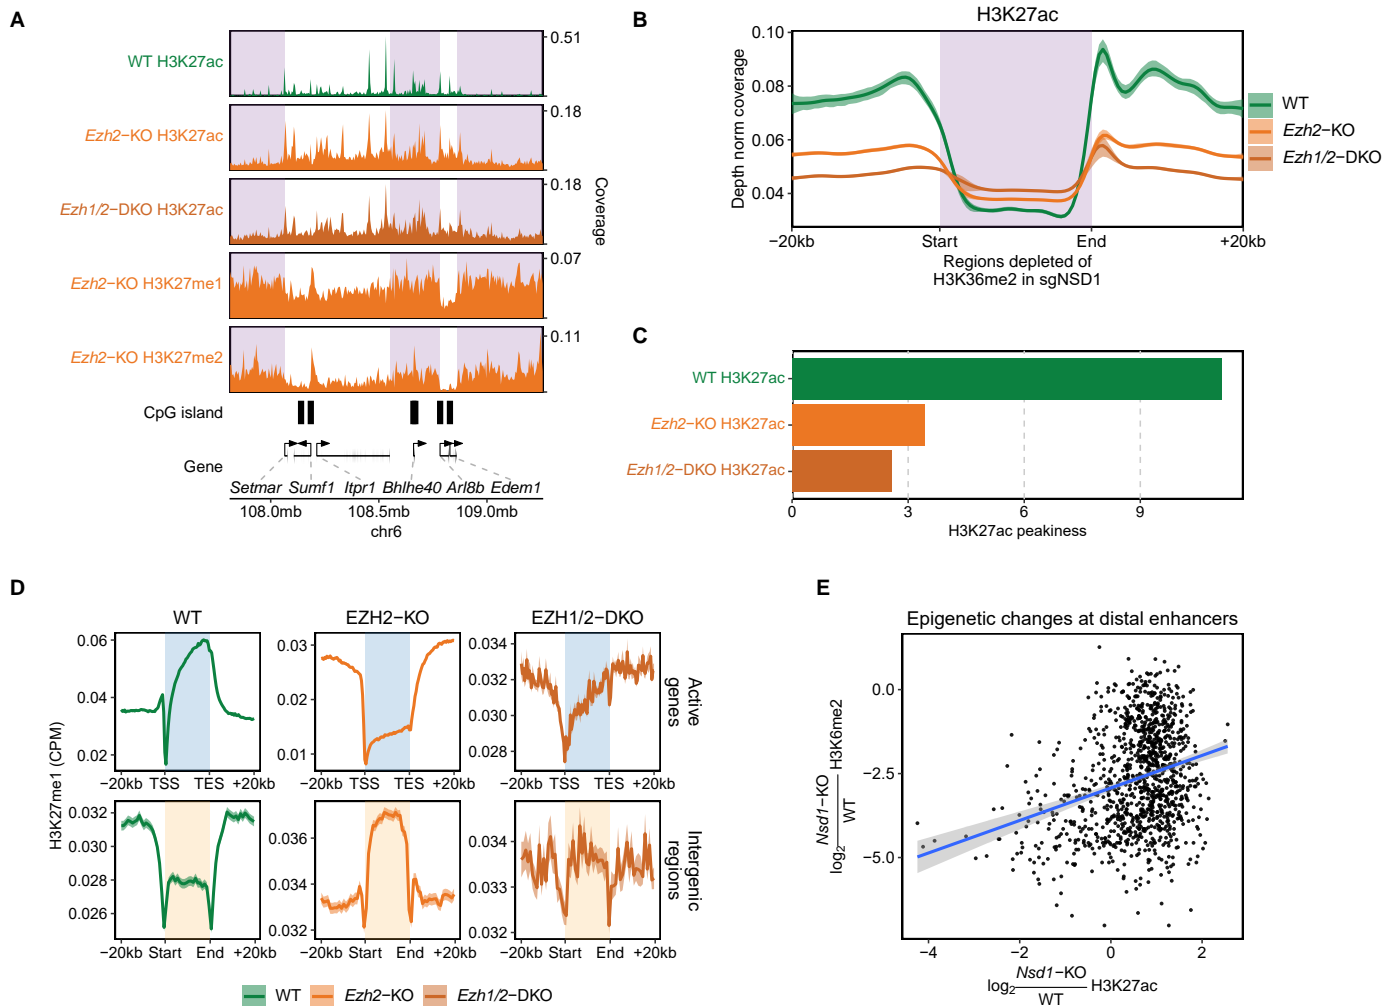 A
WT H3K27ac
0.51
Ezh2−KO H3K27ac
0.18
Ezh1/2−DKO H3K27ac
0.18
Ezh2−KO H3K27me1
0.07
Ezh2−KO H3K27me2
0.11
Coverage
CpG island
Gene
Setmar Sumf1 Itpr1 Bhlhe40 Arl8b Edem1
108.0mb 108.5mb 109.0mb
chr6
B
H3K27ac
Depth norm coverage
0.10
0.08
0.06
0.04
−20kb Start End +20kb
Regions depleted of
H3K36me2 in sgNSD1
WT
Ezh2−KO
Ezh1/2−DKO
C
WT H3K27ac
Ezh2−KO H3K27ac
Ezh1/2−DKO H3K27ac
0 3 6 9
H3K27ac peakiness
D
H3K27me1 (CPM)
WT
0.06
0.04
0.02
−20kb TSS TES +20kb
EZH2−KO
0.03
0.02
0.01
−20kb TSS TES +20kb
EZH1/2−DKO
0.034
0.032
0.030
0.028
−20kb TSS TES +20kb
Active
genes
0.032
0.030
0.028
0.026
−20kb Start End +20kb
0.036
0.034
0.032
−20kb Start End +20kb
0.034
0.033
0.032
−20kb Start End +20kb
Intergenic
regions
WT Ezh2−KO Ezh1/2−DKO
E
Epigenetic changes at distal enhancers
log2 Nsd1−KO / WT H3K6me2
0.0
−2.5
−5.0
−4 −2 0 2
log2 Nsd1−KO / WT H3K27ac